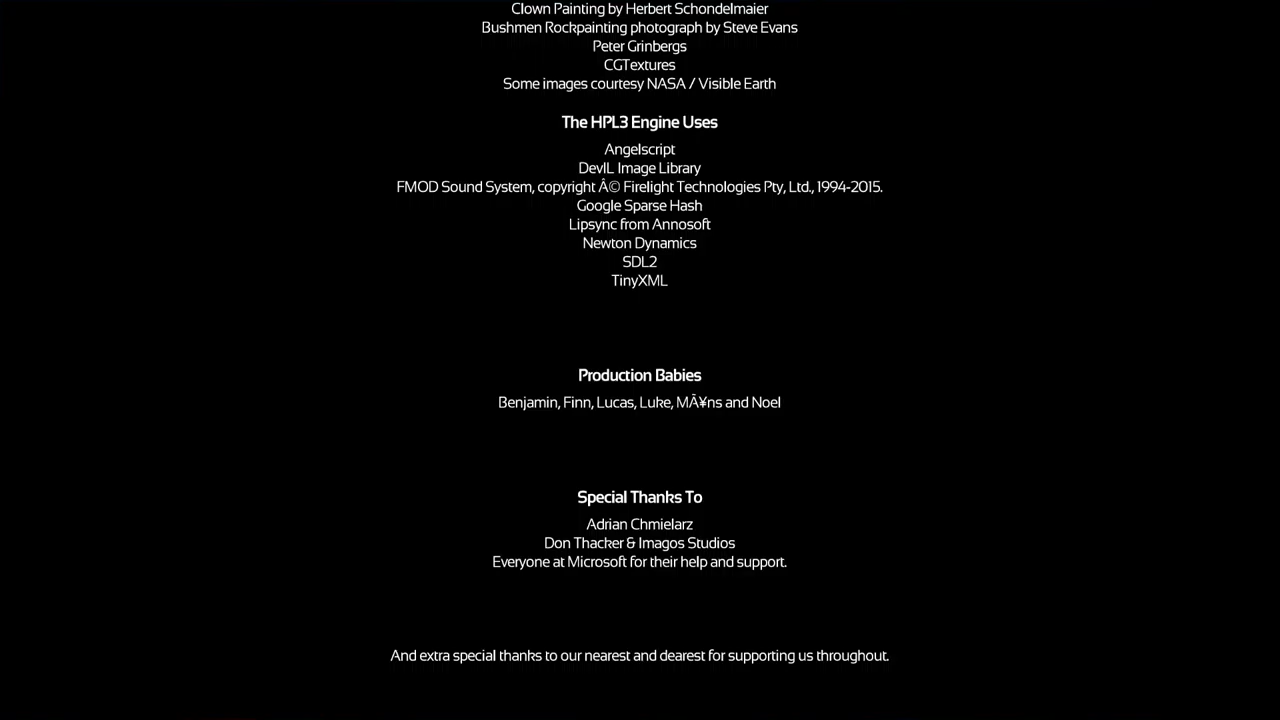 Clown Painting by Herbert Schondelmaier
Bushmen Rockpainting photograph by Steve Evans
Peter Grinbergs
CGTextures
Some images courtesy NASA / Visible Earth
The HPL3 Engine Uses
Angelscript
DevIL Image Library
FMOD Sound System, copyright Â© Firelight Technologies Pty, Ltd., 1994-2015.
Google Sparse Hash
Lipsync from Annosoft
Newton Dynamics
SDL2
TinyXML
Production Babies
Benjamin, Finn, Lucas, Luke, MÃ¥ns and Noel
Special Thanks To
Adrian Chmielarz
Don Thacker & Imagos Studios
Everyone at Microsoft for their help and support.
And extra special thanks to our nearest and dearest for supporting us throughout.